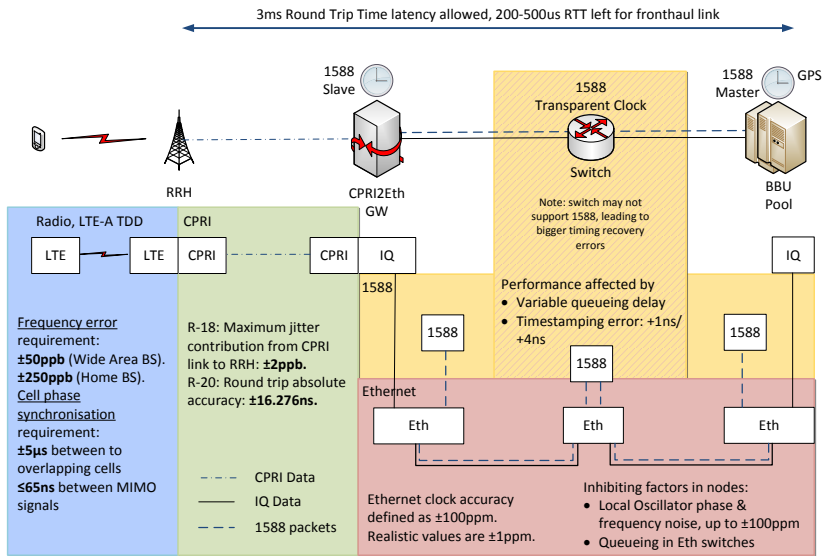 3ms Round Trip Time latency allowed, 200-500us RTT left for fronthaul link
1588
Slave
1588
Transparent Clock
1588
Master
GPS
RRH
CPRI2Eth
GW
Switch
BBU
Pool
Note: switch may not
support 1588, leading to
bigger timing recovery
errors
Radio, LTE-A TDD
CPRI
LTE
LTE
CPRI
CPRI
IQ
IQ
1588
Performance affected by
• Variable queueing delay
• Timestamping error: +1ns/
+4ns
1588
1588
1588
Frequency error
requirement:
±50ppb (Wide Area BS).
±250ppb (Home BS).
Cell phase
synchronisation
requirement:
±5µs between to
overlapping cells
≤65ns between MIMO
signals
R-18: Maximum jitter
contribution from CPRI
link to RRH: ±2ppb.
R-20: Round trip absolute
accuracy: ±16.276ns.
CPRI Data
IQ Data
1588 packets
Ethernet
Eth
Eth
Eth
Ethernet clock accuracy
defined as ±100ppm.
Realistic values are ±1ppm.
Inhibiting factors in nodes:
• Local Oscillator phase &
frequency noise, up to ±100ppm
• Queueing in Eth switches